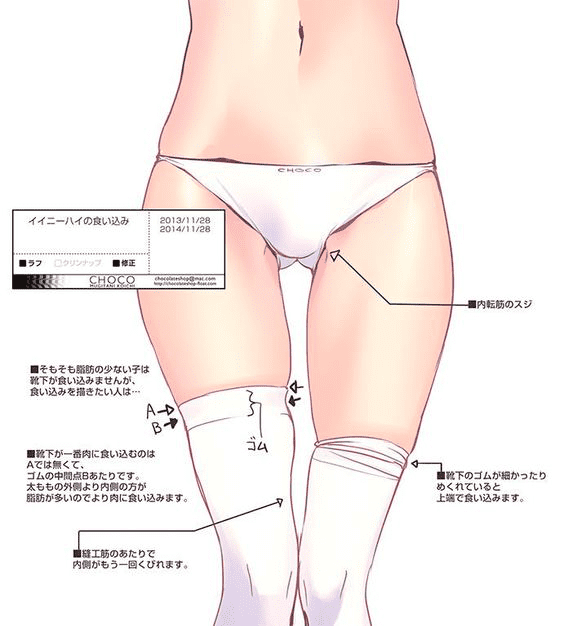 CHOCO
イイニーハイの食い込み
2013/11/28
2014/11/28
■ラフ □クリンナップ ■修正
CHOCO
MUGITANI KOICHI
chocolateshop@mac.com
http://chocolateshop-float.com
■内転筋のスジ
■そもそも脂肪の少ない子は
靴下が食い込みませんが、
食い込みを描きたい人は…
A
B
ゴム
■靴下が一番肉に食い込むのは
Aでは無くて、
ゴムの中間点Bあたりです。
太ももの外側より内側の方が
脂肪が多いのでより肉に食い込みます。
■靴下のゴムが細かったり
めくれていると
上端で食い込みます。
■縫工筋のあたりで
内側がもう一回くびれます。